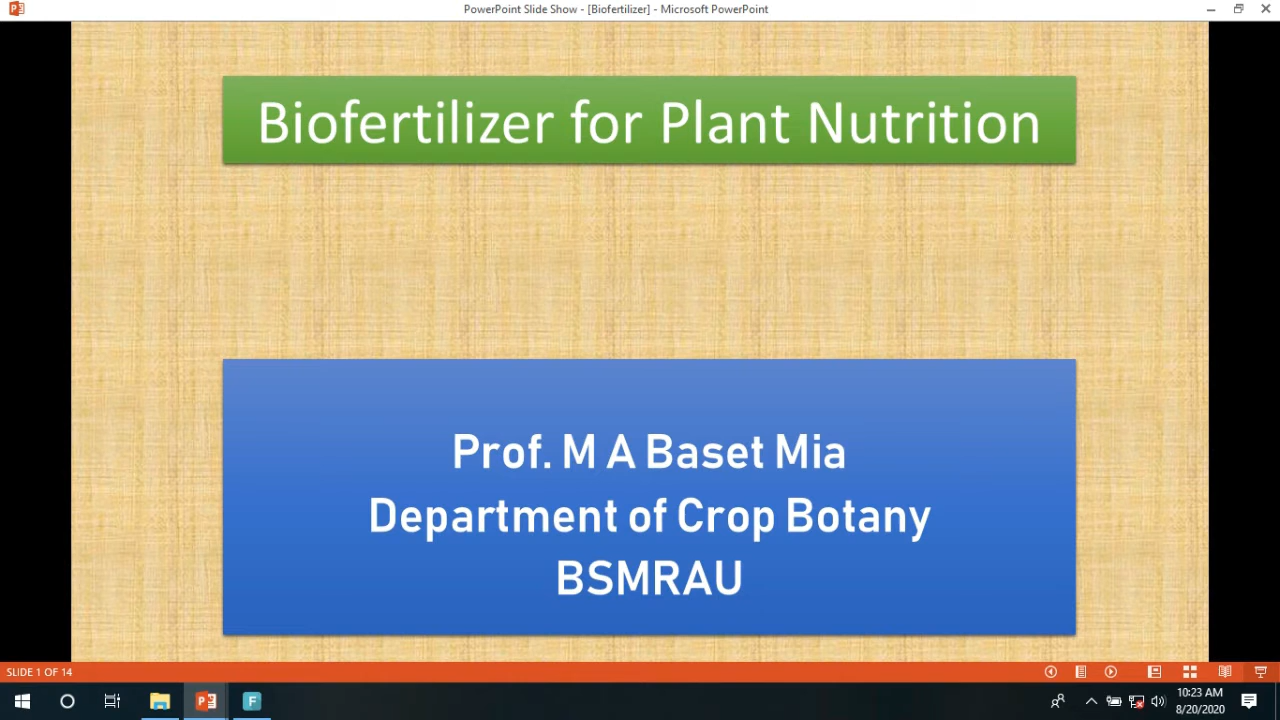 PowerPoint Slide Show - [Biofertilizer] - Microsoft PowerPoint
Biofertilizer for Plant Nutrition
Prof. M A Baset Mia
Department of Crop Botany
BSMRAU
SLIDE 1 OF 14
F
10:23 AM
8/20/2020